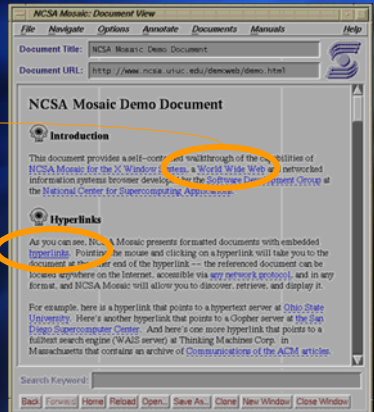 NCSA Mosaic: Document View
File Navigate Options Annotate Documents Manuals Help
Document Title: NCSA Mosaic Demo Document
Document URL: http://www.ncsa.uiuc.edu/demoweb/demo.html
NCSA Mosaic Demo Document
Introduction
This document provides a self-contained walkthrough of the capabilities of
NCSA Mosaic for the X Window System, a World Wide Web and networked
information systems browser developed by the Software Development Group at
the National Center for Supercomputing Applications.
Hyperlinks
As you can see, NCSA Mosaic presents formatted documents with embedded
hyperlinks. Pointing the mouse and clicking on a hyperlink will take you to the
document at the other end of the hyperlink -- the referenced document can be
located anywhere on the Internet, accessible via any network protocol, and in any
format, and NCSA Mosaic will allow you to discover, retrieve, and display it.
For example, here is a hyperlink that points to a hypertext server at Ohio State
University. Here's another hyperlink that points to a Gopher server at the San
Diego Supercomputer Center. And here's one more hyperlink that points to a
fulltext search engine (WAIS server) at Thinking Machines Corp. in
Massachusetts that contains an archive of Communications of the ACM articles.
Search Keyword:
Back Forward Home Reload Open... Save As... Clone New Window Close Window